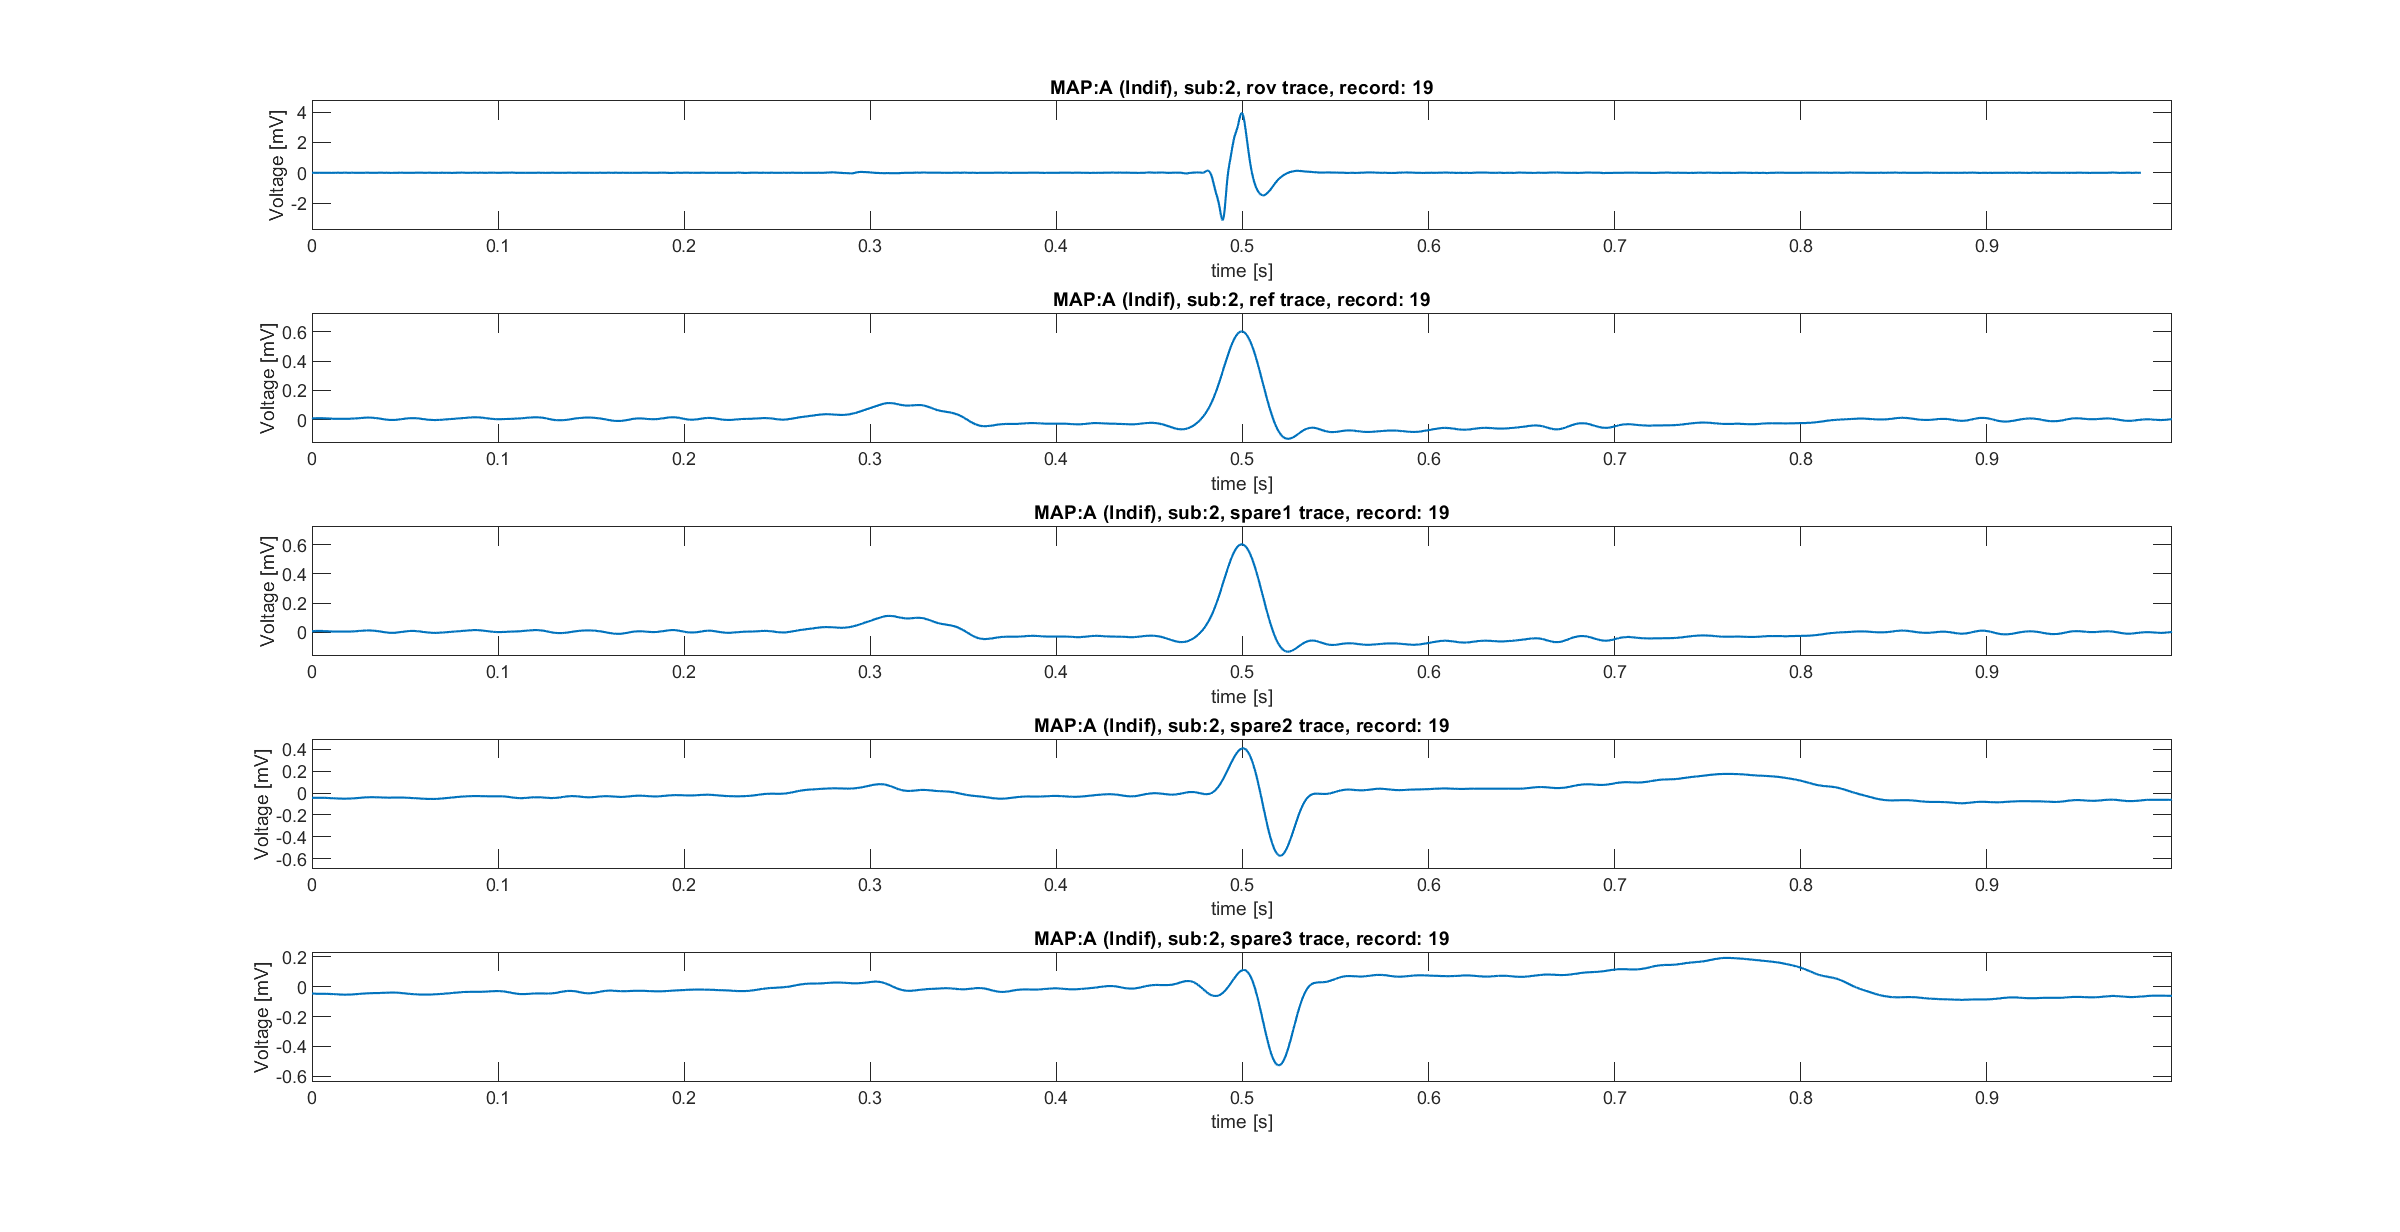 MAP:A (Indif), sub:2, rov trace, record: 19
Voltage [mV]
4
2
0
-2
0 0.1 0.2 0.3 0.4 0.5 0.6 0.7 0.8 0.9
time [s]
MAP:A (Indif), sub:2, ref trace, record: 19
Voltage [mV]
0.6
0.4
0.2
0
0 0.1 0.2 0.3 0.4 0.5 0.6 0.7 0.8 0.9
time [s]
MAP:A (Indif), sub:2, spare1 trace, record: 19
Voltage [mV]
0.6
0.4
0.2
0
0 0.1 0.2 0.3 0.4 0.5 0.6 0.7 0.8 0.9
time [s]
MAP:A (Indif), sub:2, spare2 trace, record: 19
Voltage [mV]
0.4
0.2
0
-0.2
-0.4
-0.6
0 0.1 0.2 0.3 0.4 0.5 0.6 0.7 0.8 0.9
time [s]
MAP:A (Indif), sub:2, spare3 trace, record: 19
Voltage [mV]
0.2
0
-0.2
-0.4
-0.6
0 0.1 0.2 0.3 0.4 0.5 0.6 0.7 0.8 0.9
time [s]